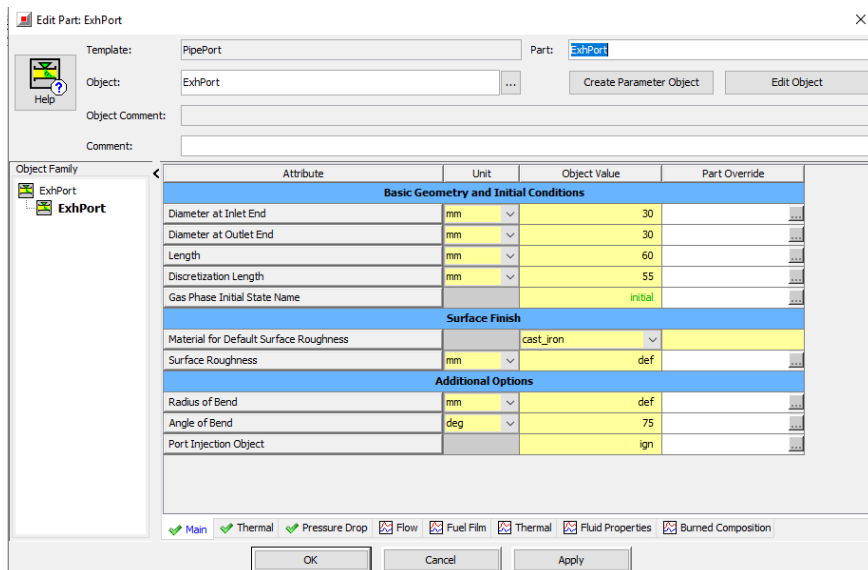 Edit Part: ExhPort
Template: PipePort Part: ExhPort
Help
Object: ExhPort ... Create Parameter Object Edit Object
Object Comment:
Comment:
Object Family
ExhPort
ExhPort
Attribute Unit Object Value Part Override
Basic Geometry and Initial Conditions
Diameter at Inlet End mm 30 ...
Diameter at Outlet End mm 30 ...
Length mm 60 ...
Discretization Length mm 55 ...
Gas Phase Initial State Name initial ...
Surface Finish
Material for Default Surface Roughness cast_iron
Surface Roughness mm def ...
Additional Options
Radius of Bend mm def ...
Angle of Bend deg 75 ...
Port Injection Object ign ...
Main Thermal Pressure Drop Flow Fuel Film Thermal Fluid Properties Burned Composition
OK Cancel Apply